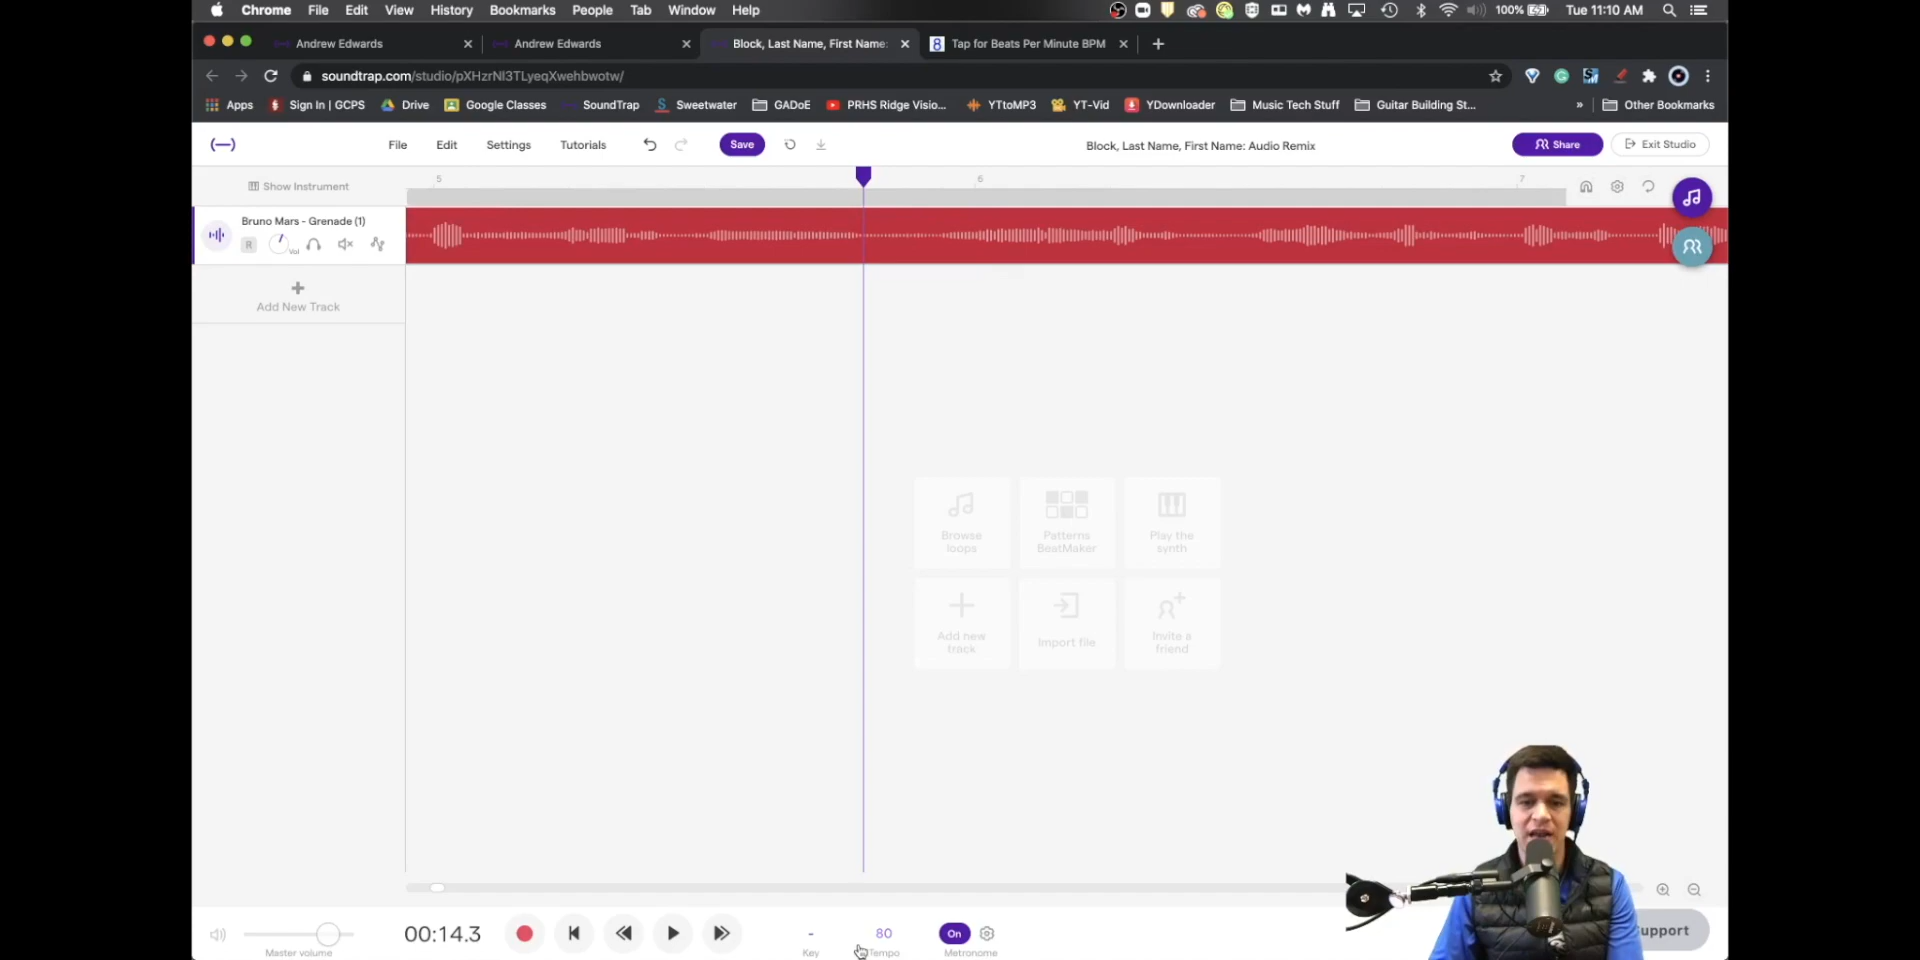 Chrome File Edit View History Bookmarks People Tab Window Help 100% Tue 11:10 AM
Andrew Edwards Andrew Edwards Block, Last Name, First Name: Tap for Beats Per Minute BPM
soundtrap.com/studio/pXHzrNl3TLyeqXwehbwotw/
Apps Sign In | GCPS Drive Google Classes SoundTrap Sweetwater GADoE PRHS Ridge Visio... YTtoMP3 YT-Vid YDownloader Music Tech Stuff Guitar Building St... » Other Bookmarks
File Edit Settings Tutorials Save Block, Last Name, First Name: Audio Remix Share Exit Studio
Show Instrument 5 6 7
Bruno Mars - Grenade (1)
R Vol
Add New Track
Browse loops
Patterns BeatMaker
Play the synth
Add new track
Import file
Invite a friend
00:14.3 - 80 On
Master volume Key Tempo Metronome
upport